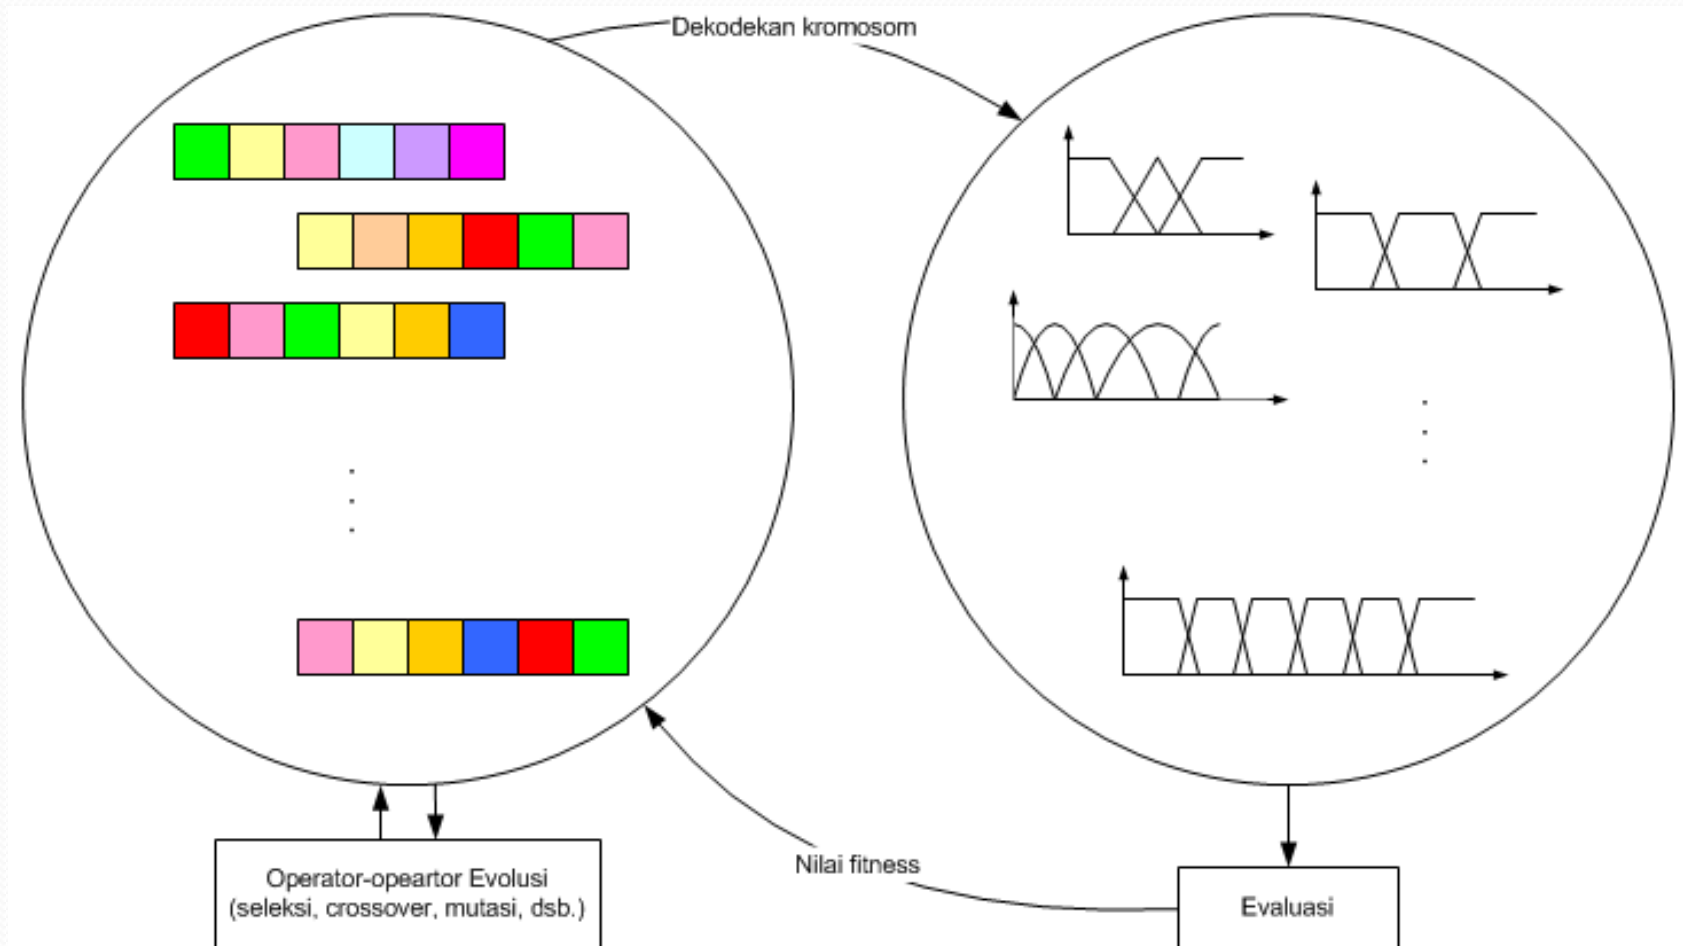 Dekodekan kromosom
Operator-opeartor Evolusi
(seleksi, crossover, mutasi, dsb.)
Nilai fitness
Evaluasi